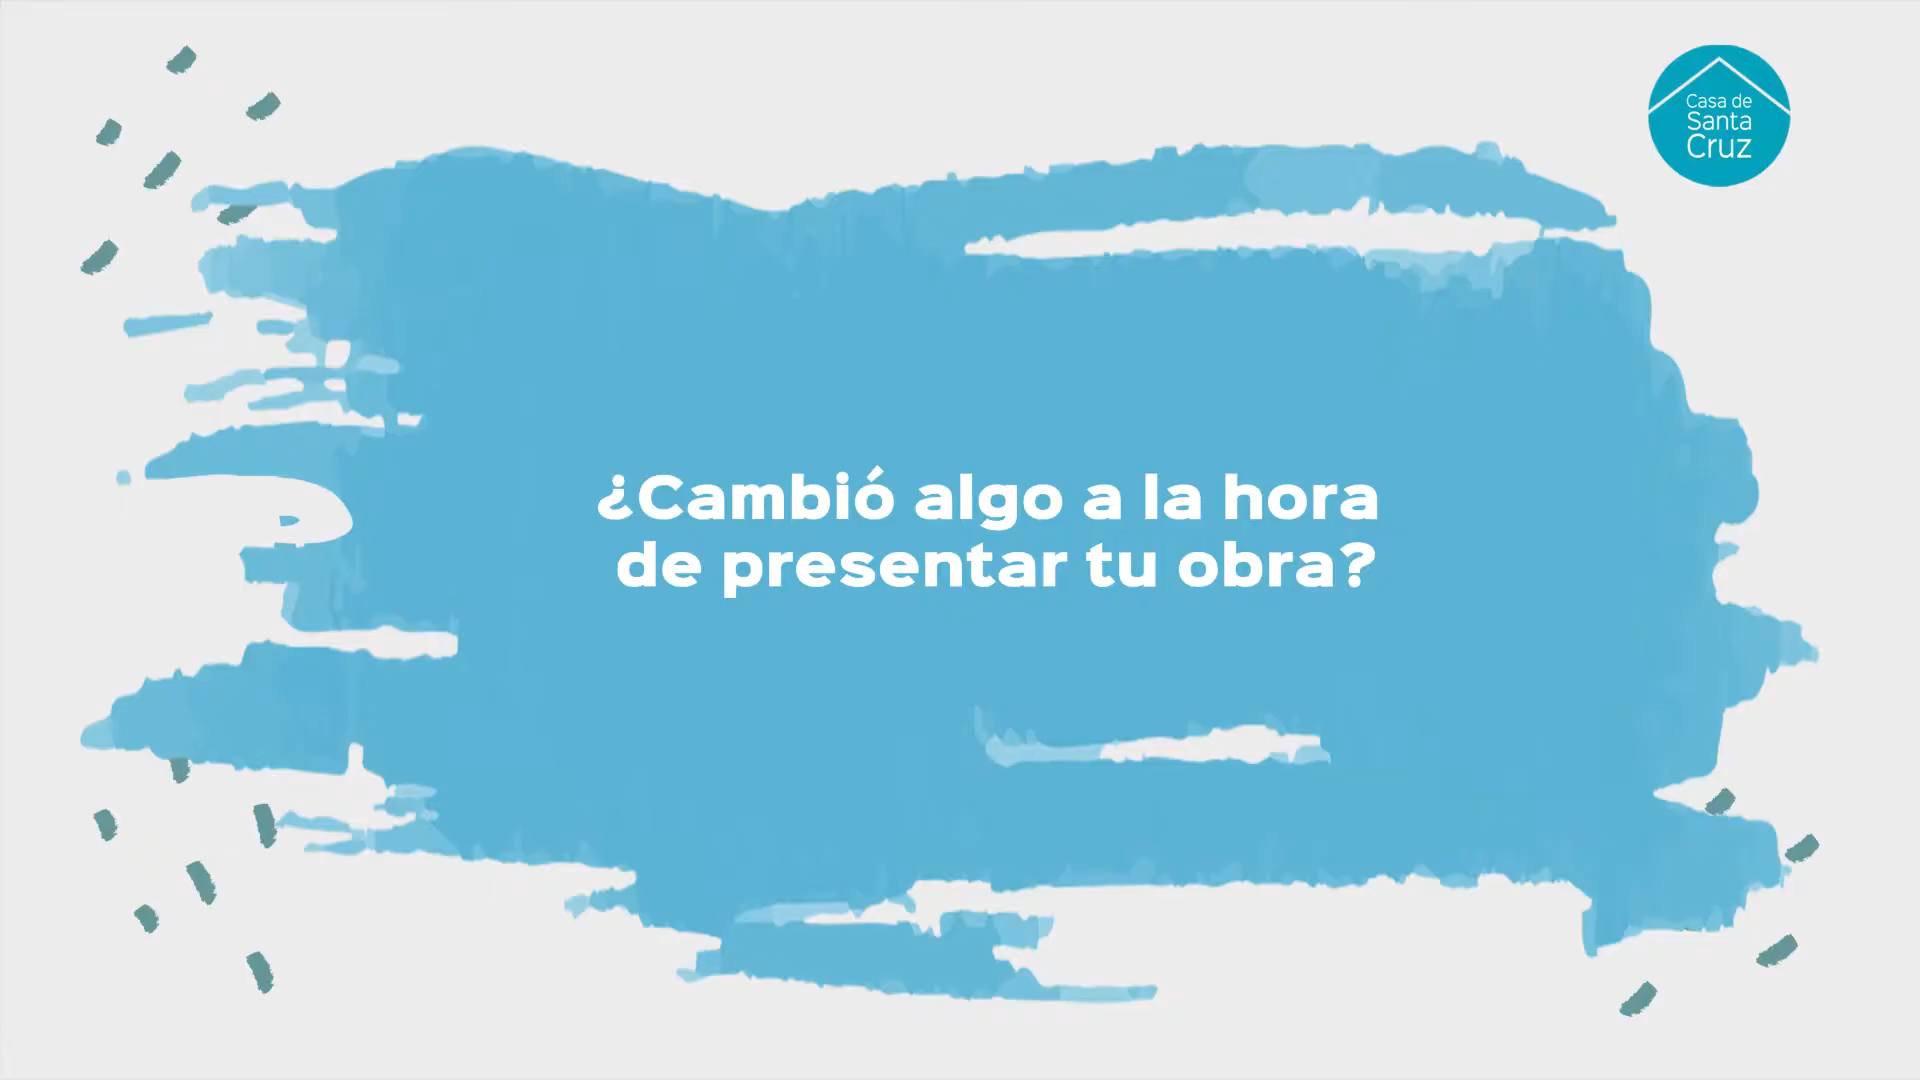 Casa de
Santa
Cruz
¿Cambió algo a la hora
de presentar tu obra?